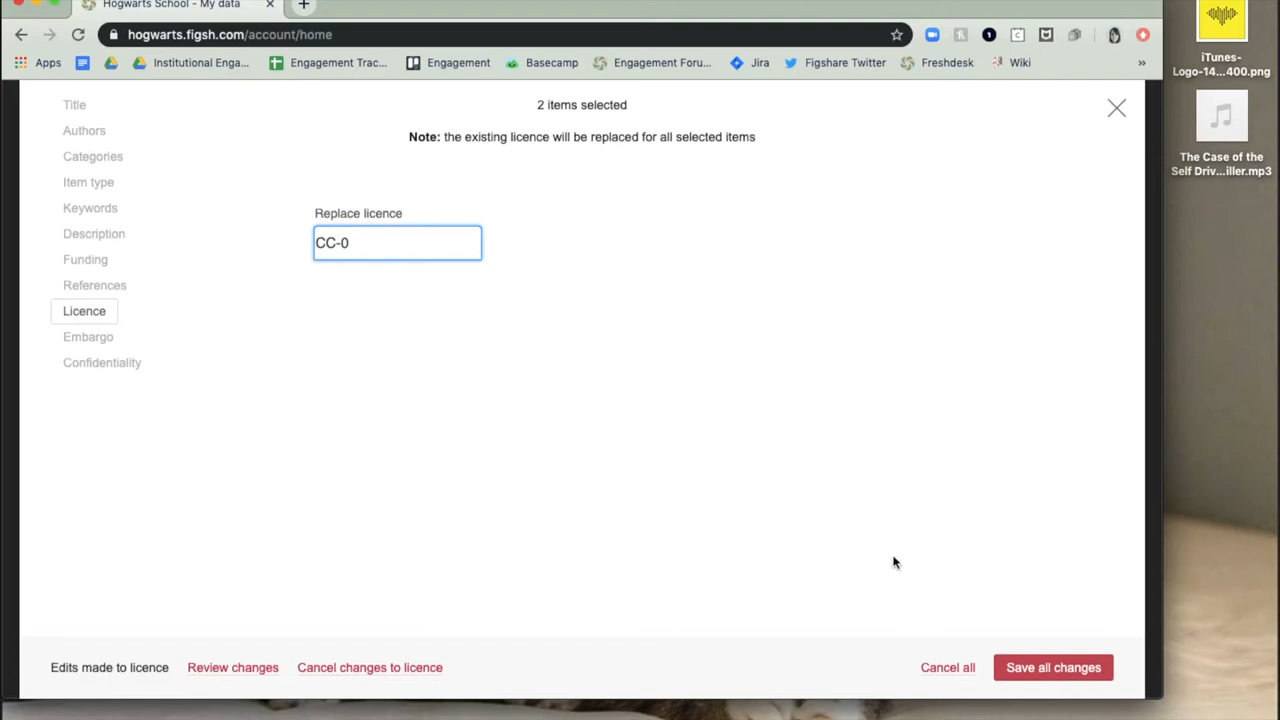 Hogwarts School - My data
hogwarts.figsh.com/account/home
Apps
Institutional Enga...
Engagement Trac...
Engagement
Basecamp
Engagement Foru...
Jira
Figshare Twitter
Freshdesk
Wiki
»
iTunes-
Logo-14...400.png
The Case of the
Self Driv...iller.mp3
2 items selected
Note: the existing licence will be replaced for all selected items
Title
Authors
Categories
Item type
Keywords
Description
Funding
References
Licence
Embargo
Confidentiality
Replace licence
CC-0
Edits made to licence
Review changes
Cancel changes to licence
Cancel all
Save all changes